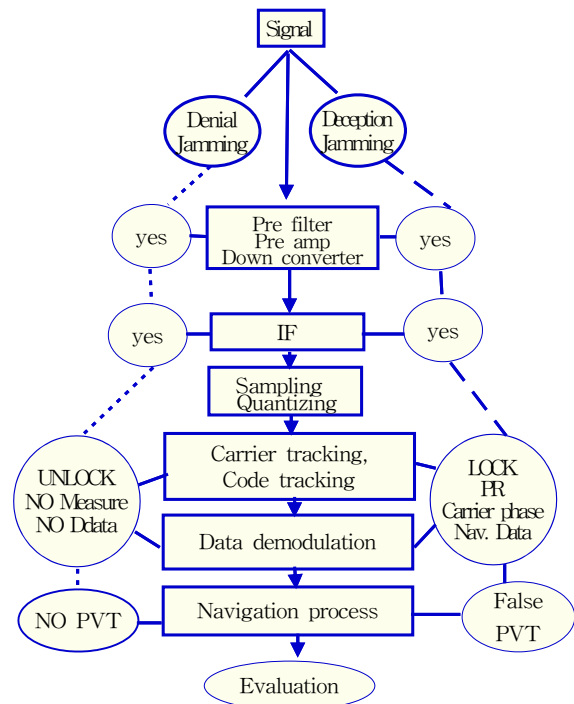 Signal
Denial
Jamming
Deception
Jamming
yes
Pre filter
Pre amp
Down converter
yes
yes
IF
yes
Sampling
Quantizing
UNLOCK
NO Measure
NO Ddata
Carrier tracking,
Code tracking
LOCK
PR
Carrier phase
Nav. Data
Data demodulation
NO PVT
Navigation process
False
PVT
Evaluation